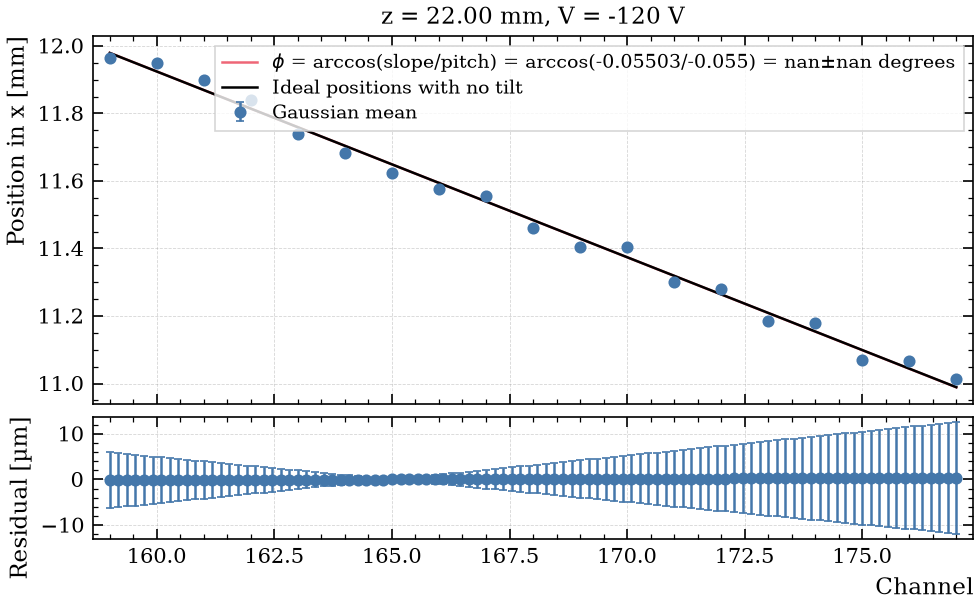 z = 22.00 mm, V = -120 V
Position in x [mm]
12.0
11.8
11.6
11.4
11.2
11.0
ϕ = arccos(slope/pitch) = arccos(-0.05503/-0.055) = nan±nan degrees
Ideal positions with no tilt
Gaussian mean
Residual [µm]
10
0
−10
160.0 162.5 165.0 167.5 170.0 172.5 175.0
Channel